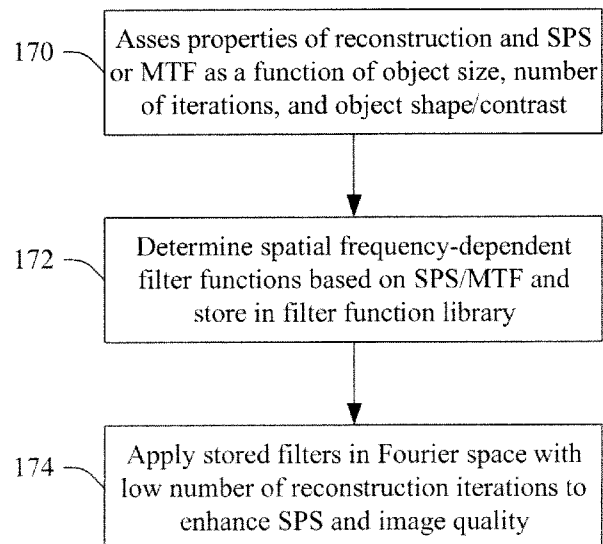 170
Asses properties of reconstruction and SPS
or MTF as a function of object size, number
of iterations, and object shape/contrast
172
Determine spatial frequency-dependent
filter functions based on SPS/MTF and
store in filter function library
174
Apply stored filters in Fourier space with
low number of reconstruction iterations to
enhance SPS and image quality